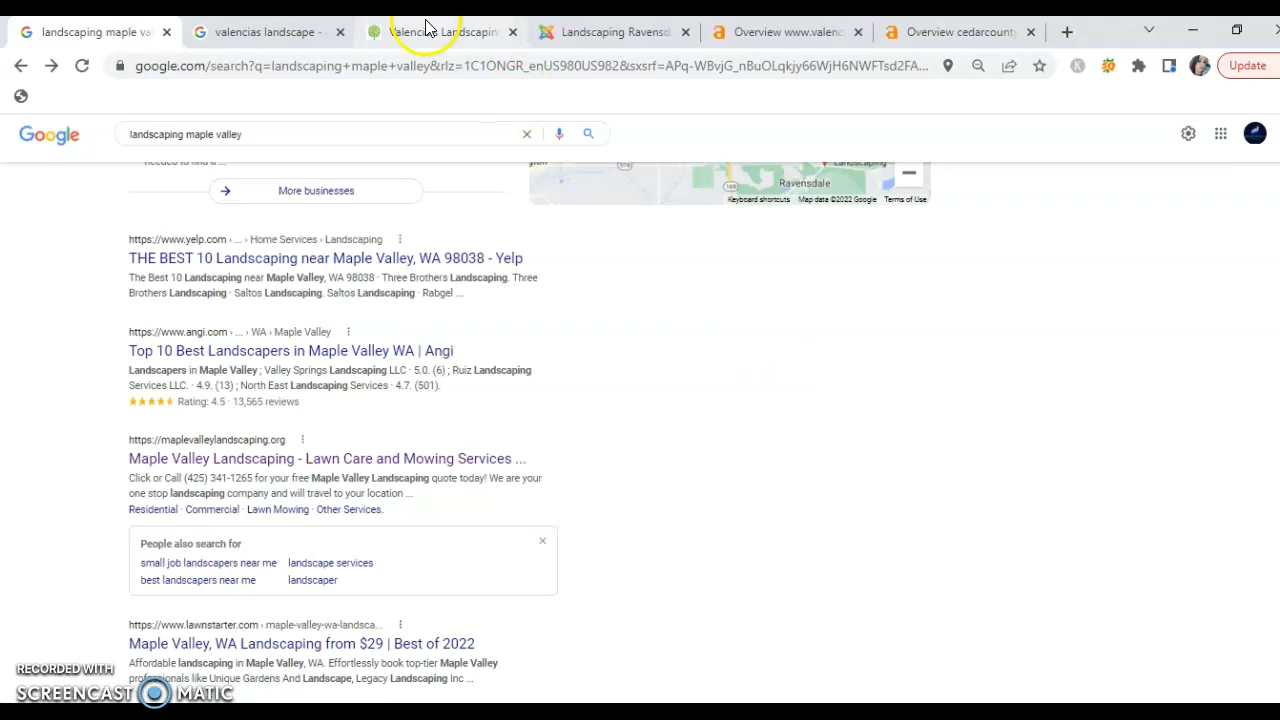 landscaping maple va
valencias landscape -
Valencias Landscaping
Landscaping Ravensd
Overview www.valenc
Overview cedarcounty
google.com/search?q=landscaping+maple+valley&rlz=1C1ONGR_enUS980US982&sxsrf=APq-WBvjG_nBuOLqkjy66WjH6NWFTsd2FA...
K
Update
Google
landscaping maple valley
needed to find a ...
More businesses
Landscaping
169
Ravensdale
Keyboard shortcuts Map data ©2022 Google Terms of Use
https://www.yelp.com › ... › Home Services › Landscaping
THE BEST 10 Landscaping near Maple Valley, WA 98038 - Yelp
The Best 10 Landscaping near Maple Valley, WA 98038 · Three Brothers Landscaping. Three
Brothers Landscaping · Saltos Landscaping. Saltos Landscaping · Rabgel ...
https://www.angi.com › ... › WA › Maple Valley
Top 10 Best Landscapers in Maple Valley WA | Angi
Landscapers in Maple Valley ; Valley Springs Landscaping LLC · 5.0. (6) ; Ruiz Landscaping
Services LLC. · 4.9. (13) ; North East Landscaping Services · 4.7. (501).
Rating: 4.5 · 13,565 reviews
https://maplevalleylandscaping.org
Maple Valley Landscaping - Lawn Care and Mowing Services ...
Click or Call (425) 341-1265 for your free Maple Valley Landscaping quote today! We are your
one stop landscaping company and will travel to your location ...
Residential · Commercial · Lawn Mowing · Other Services.
People also search for
small job landscapers near me landscape services
best landscapers near me landscaper
https://www.lawnstarter.com › maple-valley-wa-landsca...
Maple Valley, WA Landscaping from $29 | Best of 2022
Affordable landscaping in Maple Valley, WA. Effortlessly book top-tier Maple Valley
professionals like Unique Gardens And Landscape, Legacy Landscaping Inc ...
RECORDED WITH
SCREENCAST MATIC